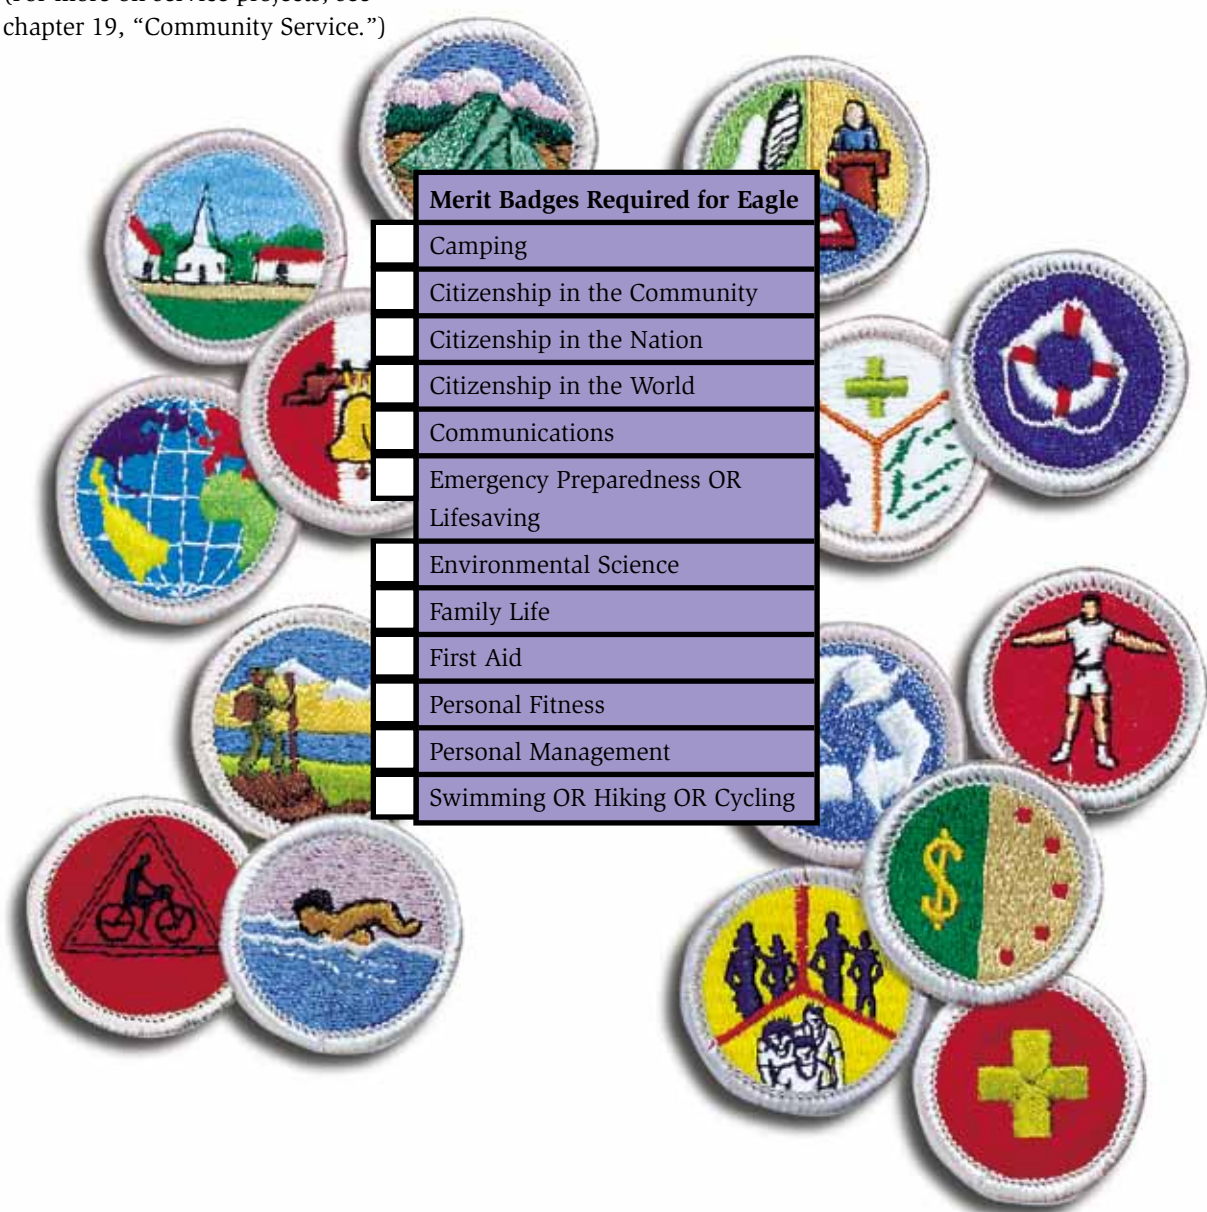 chapter 19, “Community Service.”)
Merit Badges Required for Eagle
Camping
Citizenship in the Community
Citizenship in the Nation
Citizenship in the World
Communications
Emergency Preparedness OR
Lifesaving
Environmental Science
Family Life
First Aid
Personal Fitness
Personal Management
Swimming OR Hiking OR Cycling
$